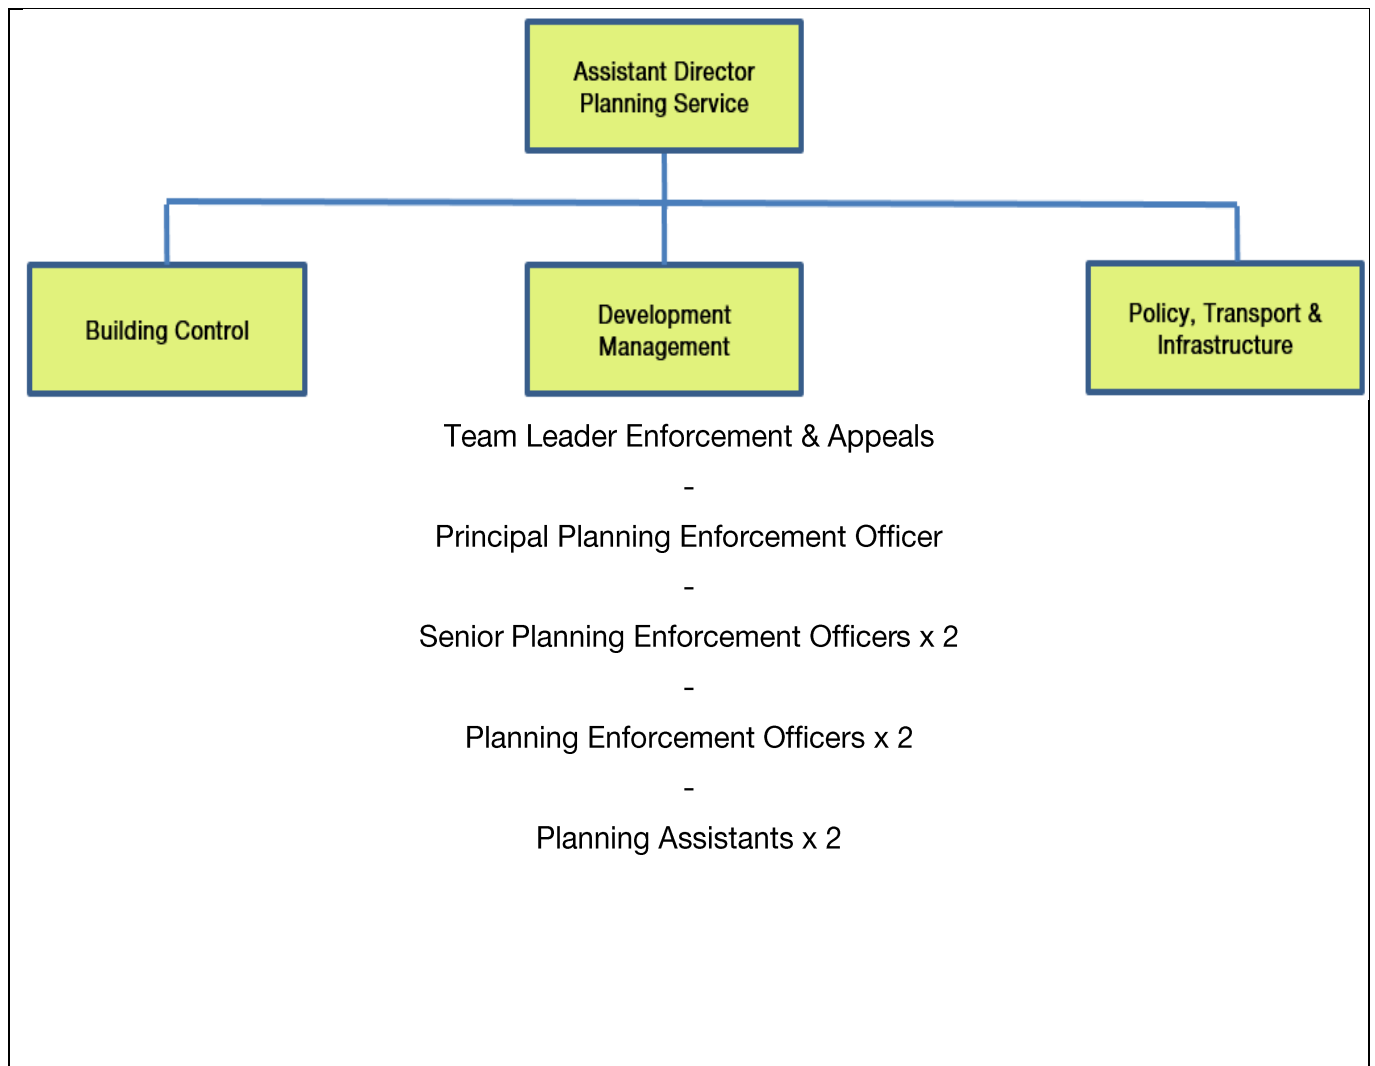 Assistant Director
Planning Service
Building Control
Development
Management
Policy, Transport &
Infrastructure
Team Leader Enforcement & Appeals
-
Principal Planning Enforcement Officer
-
Senior Planning Enforcement Officers x 2
-
Planning Enforcement Officers x 2
-
Planning Assistants x 2